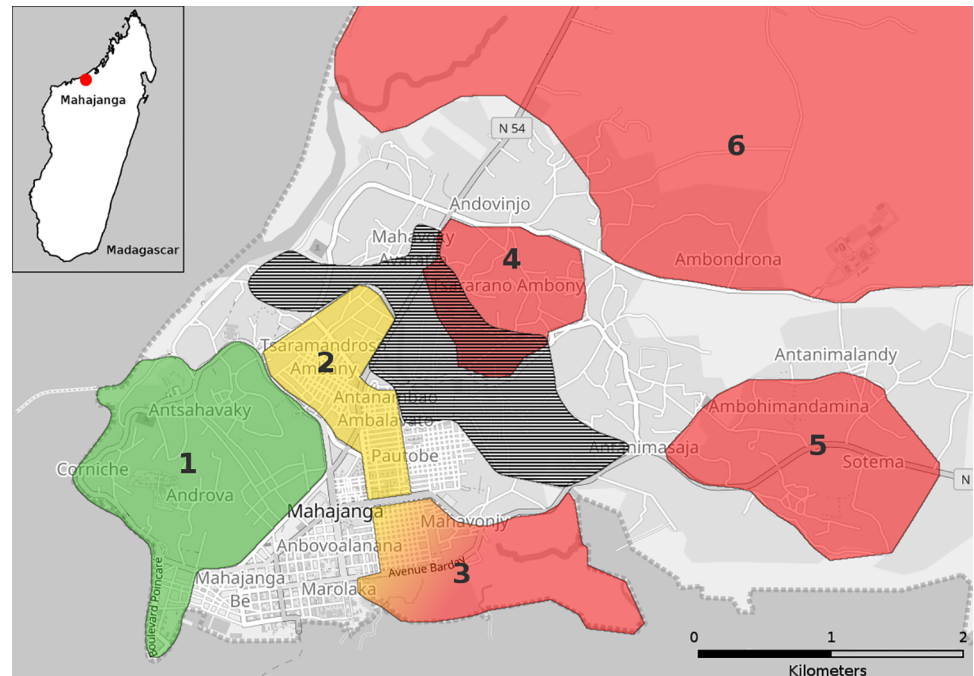 Mahajanga
Madagascar
N 54
6
Andovinjo
Mahavoky
Avaratra
4
Ambondrona
Tsararano Ambony
Tsaramandroso
Ambony
2
Antanimalandy
Antanambao
Ambalavato
Ambohimandamina
Antsahavaky
Antanimasaja
5
Pautobe
Sotema
1
Corniche
N
Androva
Mahajanga
Mahavonjy
Anbovoalanana
Avenue Barday
3
Mahajanga
Be
Marolaka
Boulevard Poincaré
0
1
2
Kilometers